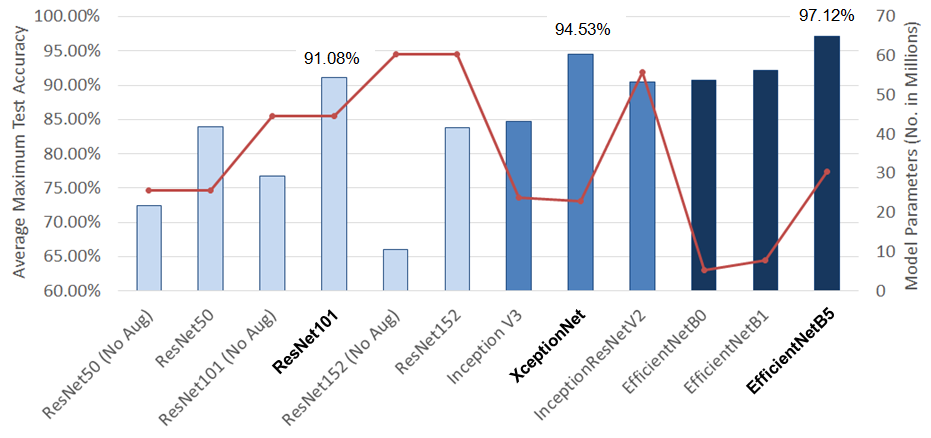 97.12%
94.53%
91.08%
Average Maximum Test Accuracy
100.00%
95.00%
90.00%
85.00%
80.00%
75.00%
70.00%
65.00%
60.00%
70
60
50
40
30
20
10
0
Model Parameters (No. in Millions)
ResNet50 (No Aug)
ResNet50
ResNet101 (No Aug)
ResNet101
ResNet152 (No Aug)
ResNet152
Inception V3
XceptionNet
InceptionResNetV2
EfficientNetB0
EfficientNetB1
EfficientNetB5